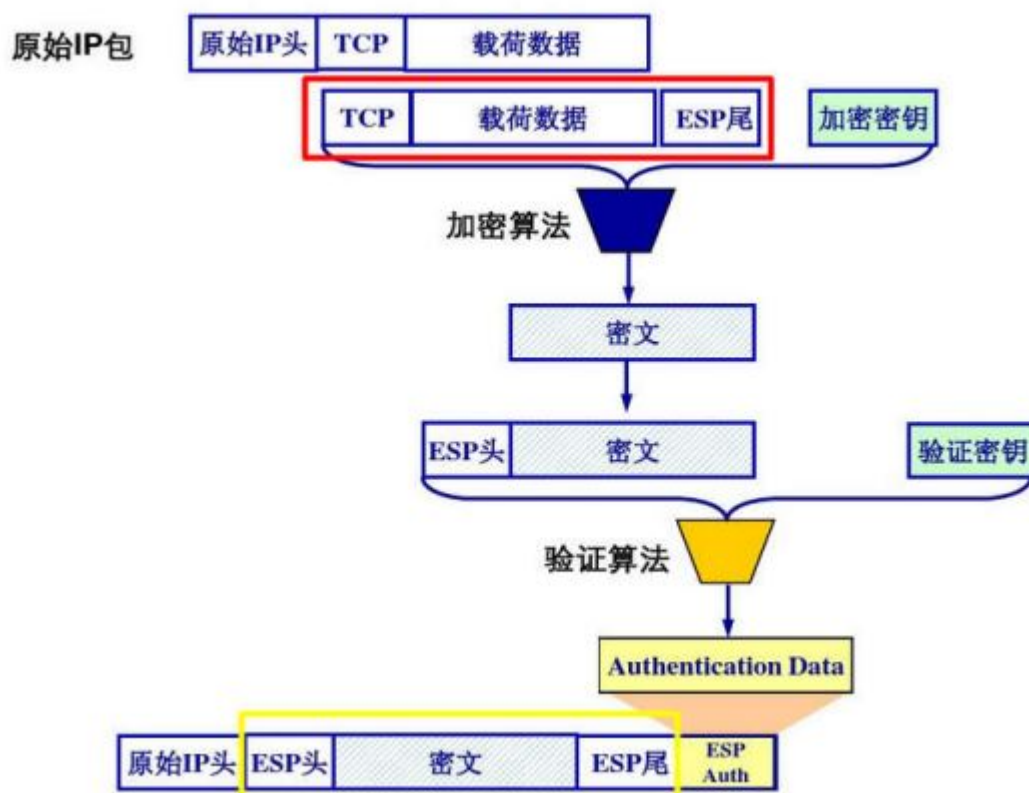 原始IP包 原始IP头 TCP 载荷数据
TCP 载荷数据 ESP尾 加密密钥
加密算法
密文
ESP头 密文 验证密钥
验证算法
Authentication Data
原始IP头 ESP头 密文 ESP尾 ESP
Auth